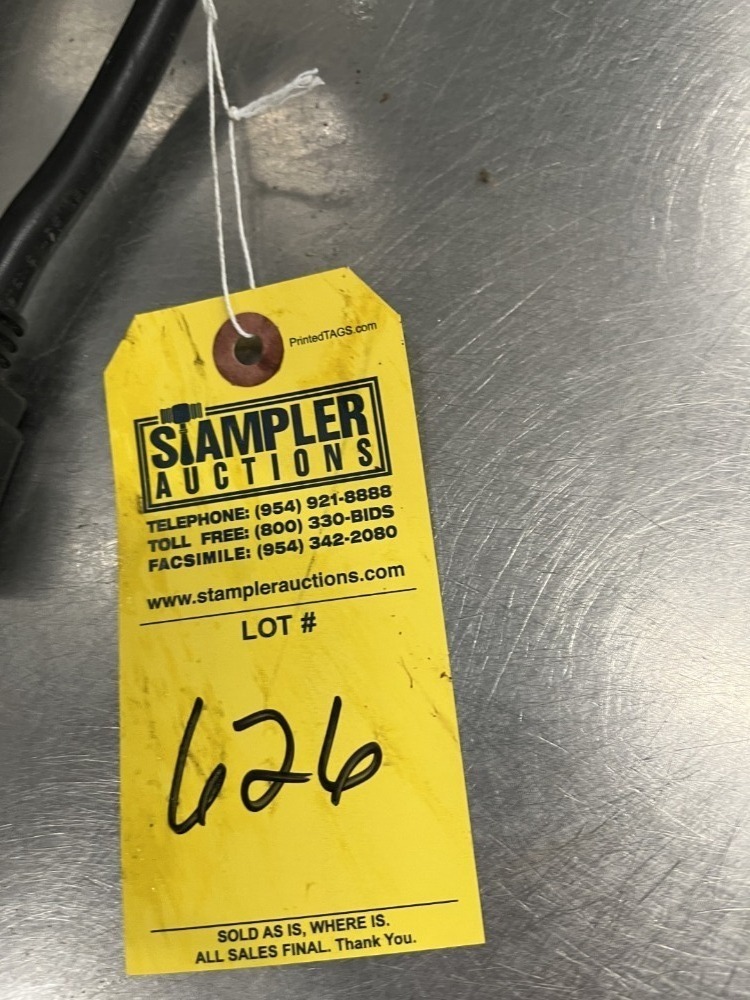 PrintedTAGS.com
STAMPLER
AUCTIONS
TELEPHONE: (954) 921-8888
TOLL FREE: (800) 330-BIDS
FACSIMILE: (954) 342-2080
www.stamplerauctions.com
LOT #
626
SOLD AS IS, WHERE IS.
ALL SALES FINAL. Thank You.